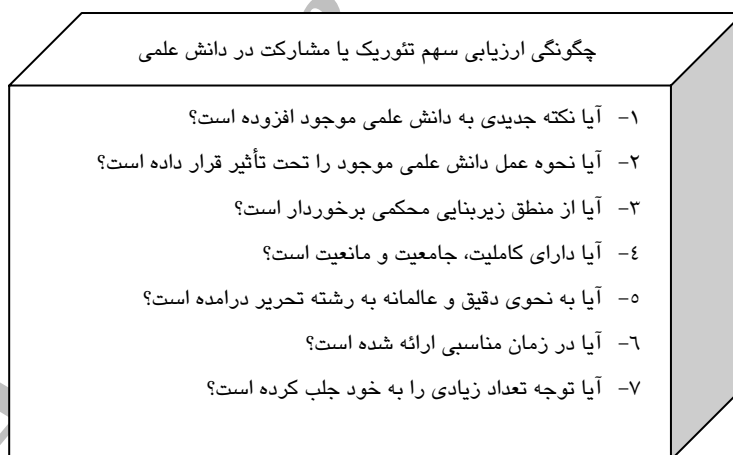 چگونگی ارزیابی سهم تئوریک یا مشارکت در دانش علمی
۱- آیا نکته جدیدی به دانش علمی موجود افزوده است؟
۲- آیا نحوه عمل دانش علمی موجود را تحت تأثیر قرار داده است؟
۳- آیا از منطق زیربنایی محکمی برخوردار است؟
٤- آیا دارای کاملیت، جامعیت و مانعیت است؟
٥- آیا به نحوی دقیق و عالمانه به رشته تحریر درامده است؟
٦- آیا در زمان مناسبی ارائه شده است؟
۷- آیا توجه تعداد زیادی را به خود جلب کرده است؟